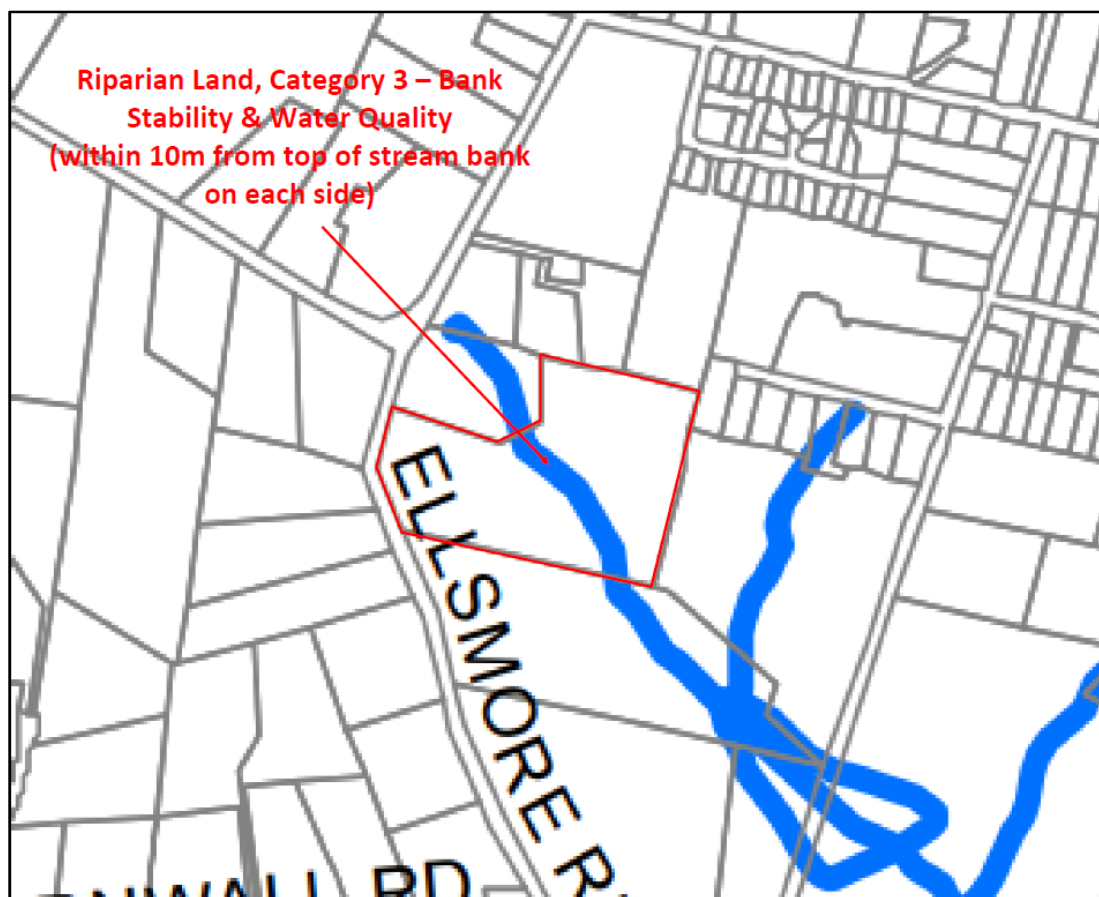 Riparian Land, Category 3 – Bank
Stability & Water Quality
(within 10m from top of stream bank
on each side)
ELLSMORE R
RD